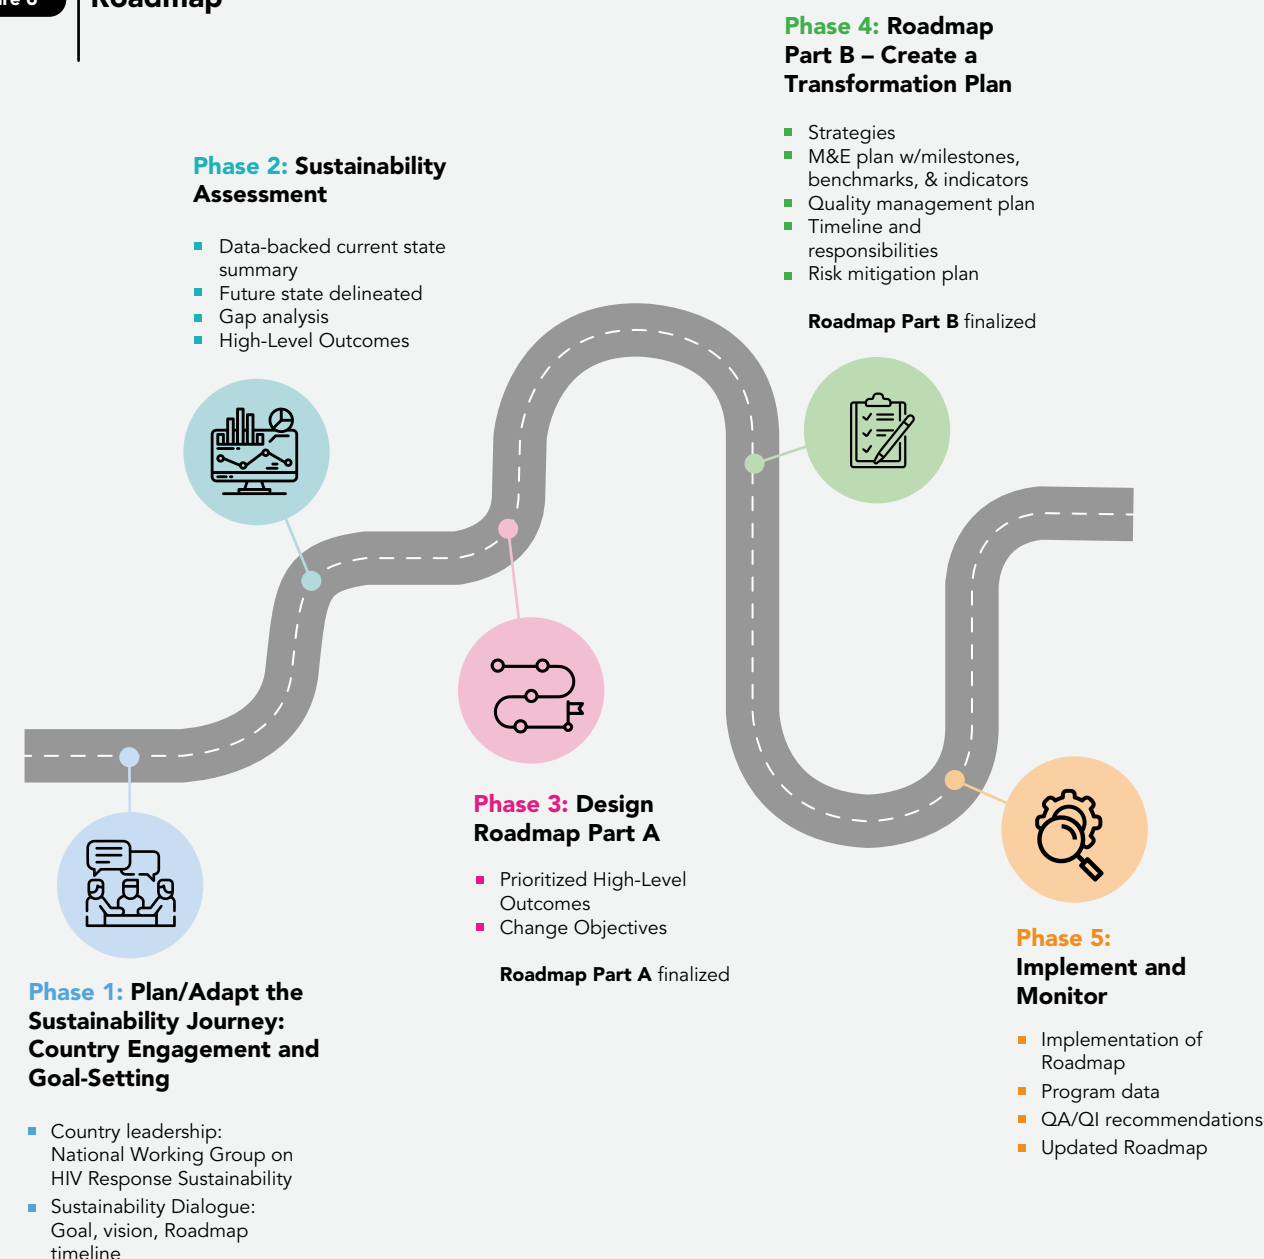 Roadmap
Phase 4: Roadmap
Part B – Create a
Transformation Plan
Strategies
M&E plan w/milestones,
benchmarks, & indicators
Quality management plan
Timeline and
responsibilities
Risk mitigation plan
Roadmap Part B finalized
Phase 2: Sustainability
Assessment
Data-backed current state
summary
Future state delineated
Gap analysis
High-Level Outcomes
Phase 3: Design
Roadmap Part A
Prioritized High-Level
Outcomes
Change Objectives
Roadmap Part A finalized
Phase 1: Plan/Adapt the
Sustainability Journey:
Country Engagement and
Goal-Setting
Country leadership:
National Working Group on
HIV Response Sustainability
Sustainability Dialogue:
Goal, vision, Roadmap
timeline
Phase 5:
Implement and
Monitor
Implementation of
Roadmap
Program data
QA/QI recommendations
Updated Roadmap